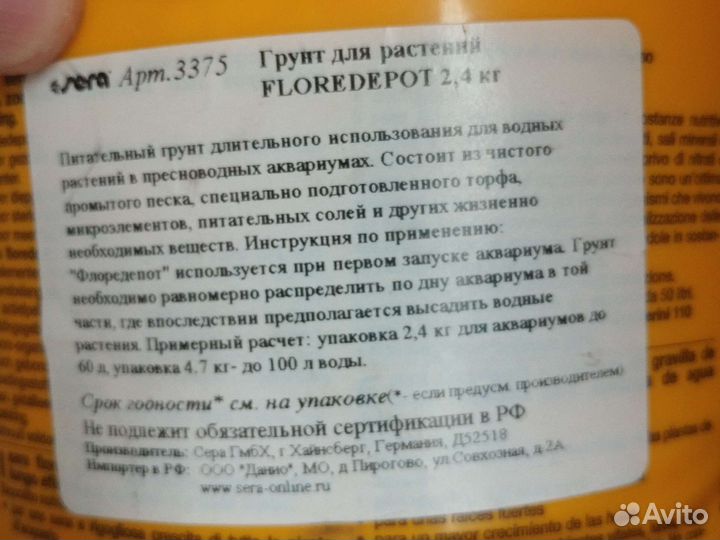 sera Арт.3375 Грунт для растений
FLOREDEPOT 2,4 кг
Питательный грунт длительного использования для водных
растений в пресноводных аквариумах. Состоит из чистого
промытого песка, специально подготовленного торфа,
микроэлементов, питательных солей и других жизненно
необходимых веществ. Инструкция по применению:
"Флоредепот" используется при первом запуске аквариума. Грунт
необходимо равномерно распределить по дну аквариума в той
части, где впоследствии предполагается высадить водные
растения. Примерный расчет: упаковка 2,4 кг для аквариумов до
60 л, упаковка 4.7 кг- до 100 л воды.
Срок годности* см. на упаковке(*- если предусм. производителем)
Не подлежит обязательной сертификации в РФ
Производитель: Сера ГмбХ, г Хайнсберг, Германия, Д52518
Импортер в РФ: ООО "Данио", МО, д Пирогово, ул.Совхозная, д-2А
www.sera-online.ru
Avito